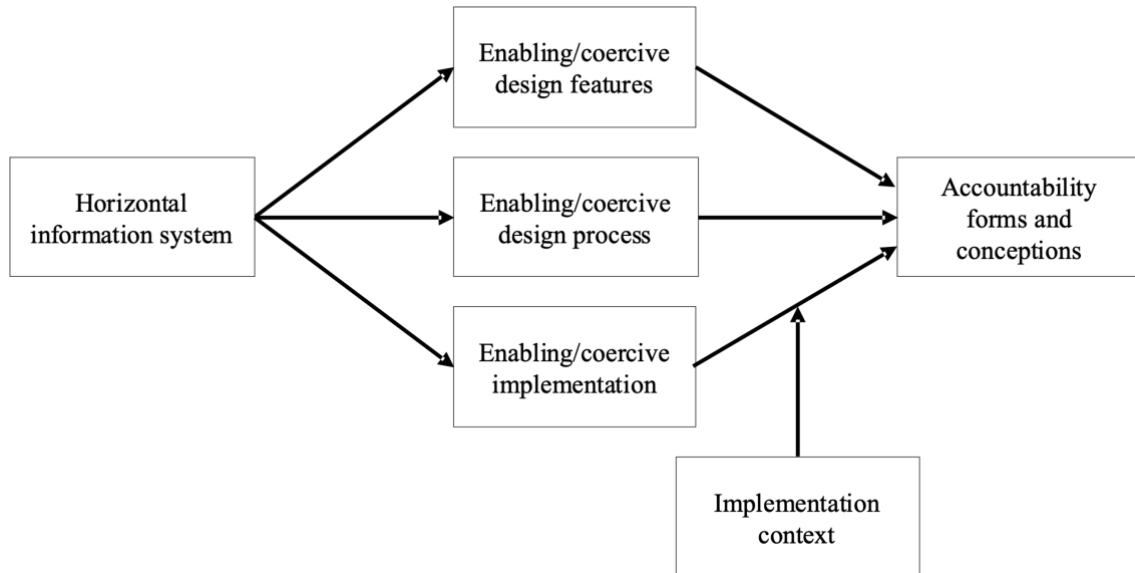 Enabling/coercive
design features
Horizontal
information system
Enabling/coercive
design process
Accountability
forms and
conceptions
Enabling/coercive
implementation
Implementation
context